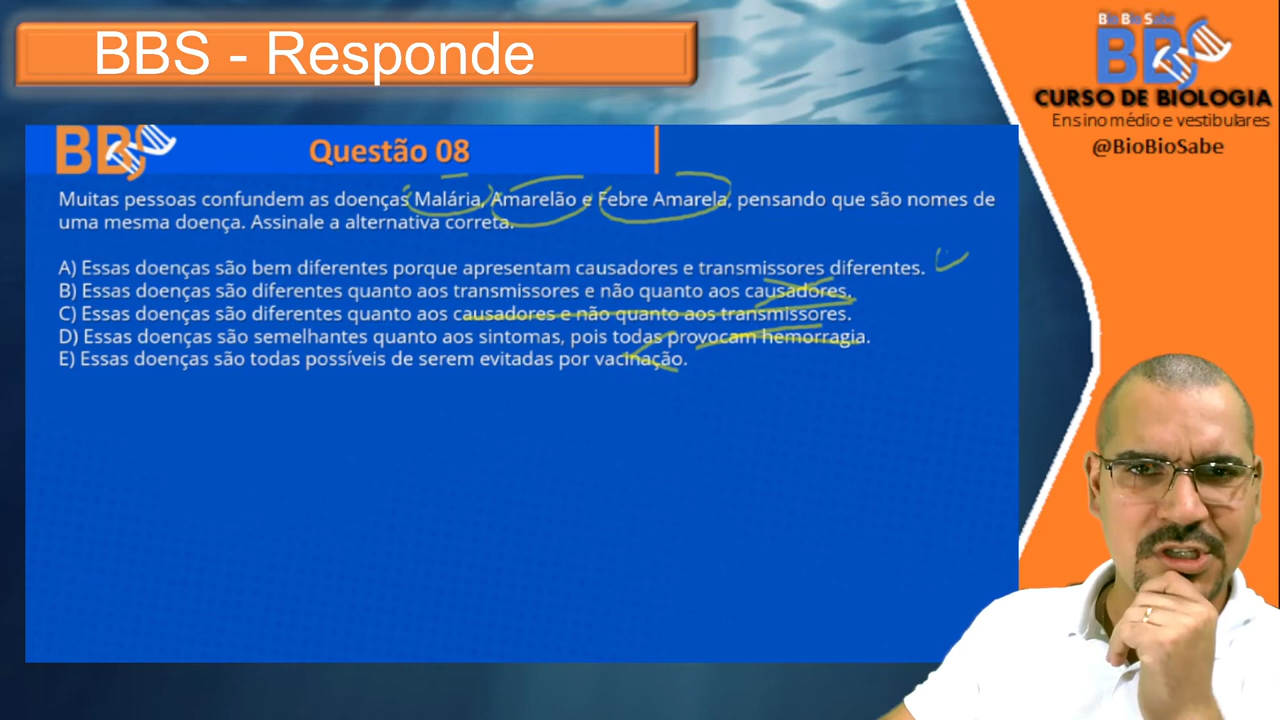 BBS - Responde
Bio Bio Sabe
BBS
CURSO DE BIOLOGIA
Ensino médio e vestibulares
@BioBioSabe
BBS
Questão 08
Muitas pessoas confundem as doenças Malária, Amarelão e Febre Amarela, pensando que são nomes de
uma mesma doença. Assinale a alternativa correta.
A) Essas doenças são bem diferentes porque apresentam causadores e transmissores diferentes.
B) Essas doenças são diferentes quanto aos transmissores e não quanto aos causadores.
C) Essas doenças são diferentes quanto aos causadores e não quanto aos transmissores.
D) Essas doenças são semelhantes quanto aos sintomas, pois todas provocam hemorragia.
E) Essas doenças são todas possíveis de serem evitadas por vacinação.